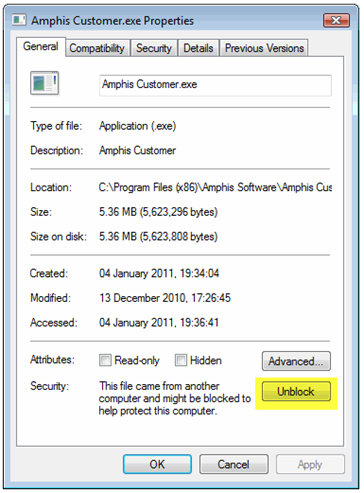 Amphis Customer.exe Properties
General Compatibility Security Details Previous Versions
Amphis Customer.exe
Type of file: Application (.exe)
Description: Amphis Customer
Location: C:\Program Files (x86)\Amphis Software\Amphis Cus
Size: 5.36 MB (5,623,296 bytes)
Size on disk: 5.36 MB (5,623,808 bytes)
Created: 04 January 2011, 19:34:04
Modified: 13 December 2010, 17:26:45
Accessed: 04 January 2011, 19:36:41
Attributes: Read-only Hidden Advanced...
Security: This file came from another Unblock
computer and might be blocked to
help protect this computer.
OK Cancel Apply